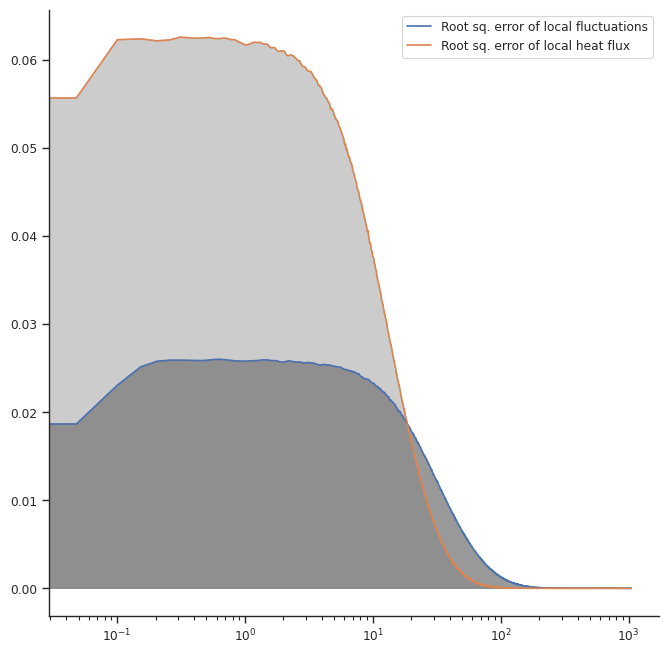 Root sq. error of local fluctuations
Root sq. error of local heat flux
0.06
0.05
0.04
0.03
0.02
0.01
0.00
10⁻¹ 10⁰ 10¹ 10² 10³